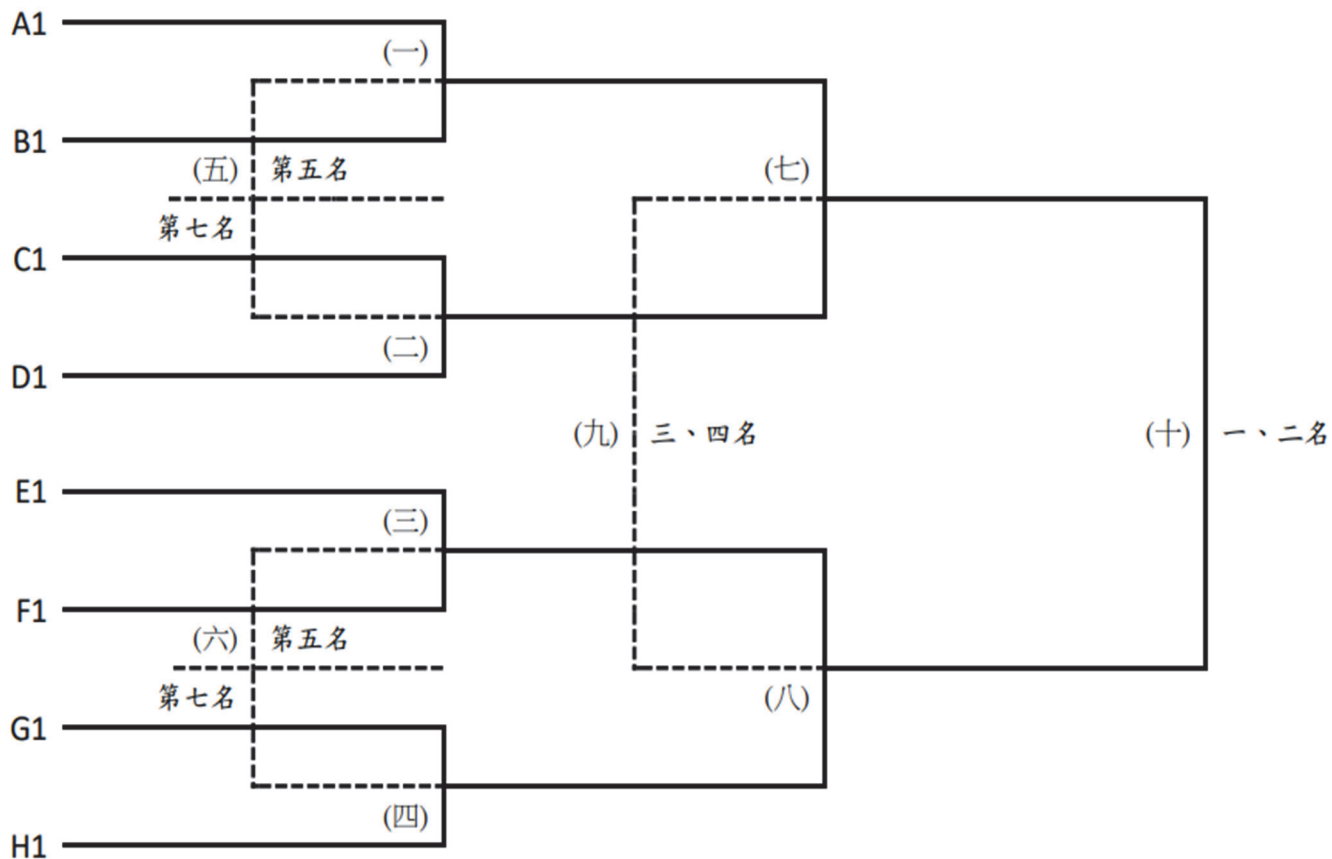 A1
(一)
B1
(五) 第五名
(七)
第七名
C1
(二)
D1
(九) 三、四名
(十) 一、二名
E1
(三)
F1
(六) 第五名
第七名
(八)
G1
(四)
H1